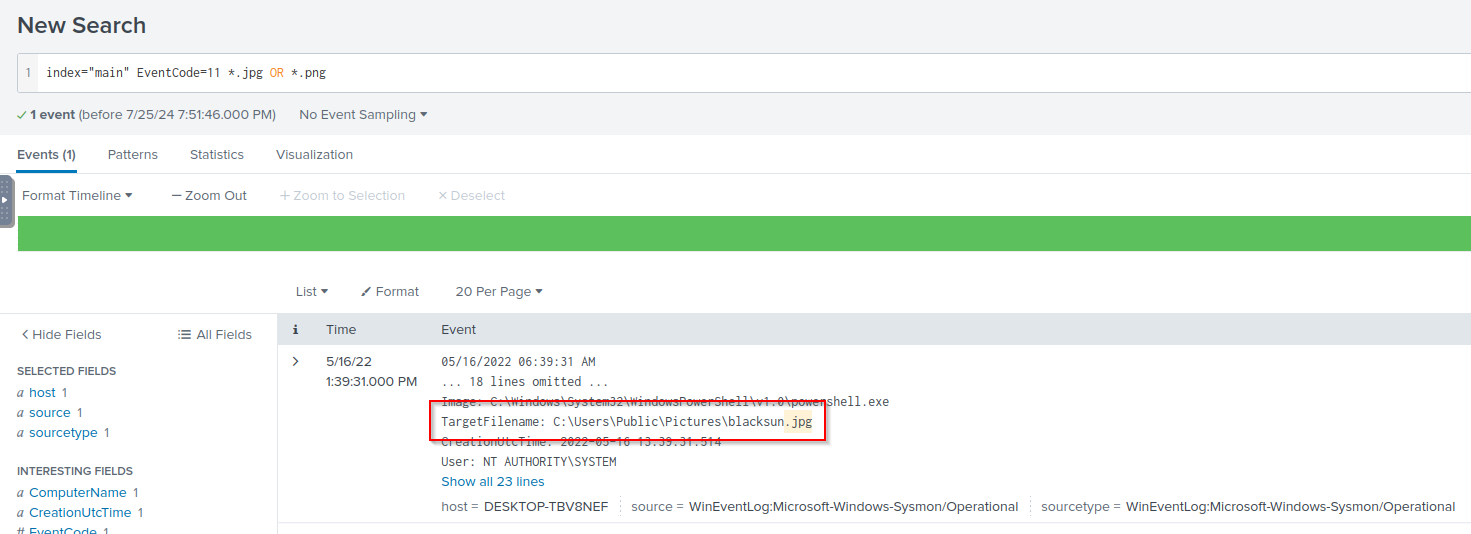 New Search
1 index="main" EventCode=11 *.jpg OR *.png
✓ 1 event (before 7/25/24 7:51:46.000 PM) No Event Sampling
Events (1) Patterns Statistics Visualization
Format Timeline — Zoom Out + Zoom to Selection × Deselect
List Format 20 Per Page
Hide Fields All Fields
i Time Event
SELECTED FIELDS
a host 1
a source 1
a sourcetype 1
INTERESTING FIELDS
a ComputerName 1
a CreationUtcTime 1
# EventCode 1
5/16/22
1:39:31.000 PM
05/16/2022 06:39:31 AM
... 18 lines omitted ...
Image: C:\Windows\System32\WindowsPowerShell\v1.0\powershell.exe
TargetFilename: C:\Users\Public\Pictures\blacksun.jpg
CreationUtcTime: 2022-05-16 13:39:31.514
User: NT AUTHORITY\SYSTEM
Show all 23 lines
host = DESKTOP-TBV8NEF source = WinEventLog:Microsoft-Windows-Sysmon/Operational sourcetype = WinEventLog:Microsoft-Windows-Sysmon/Operational